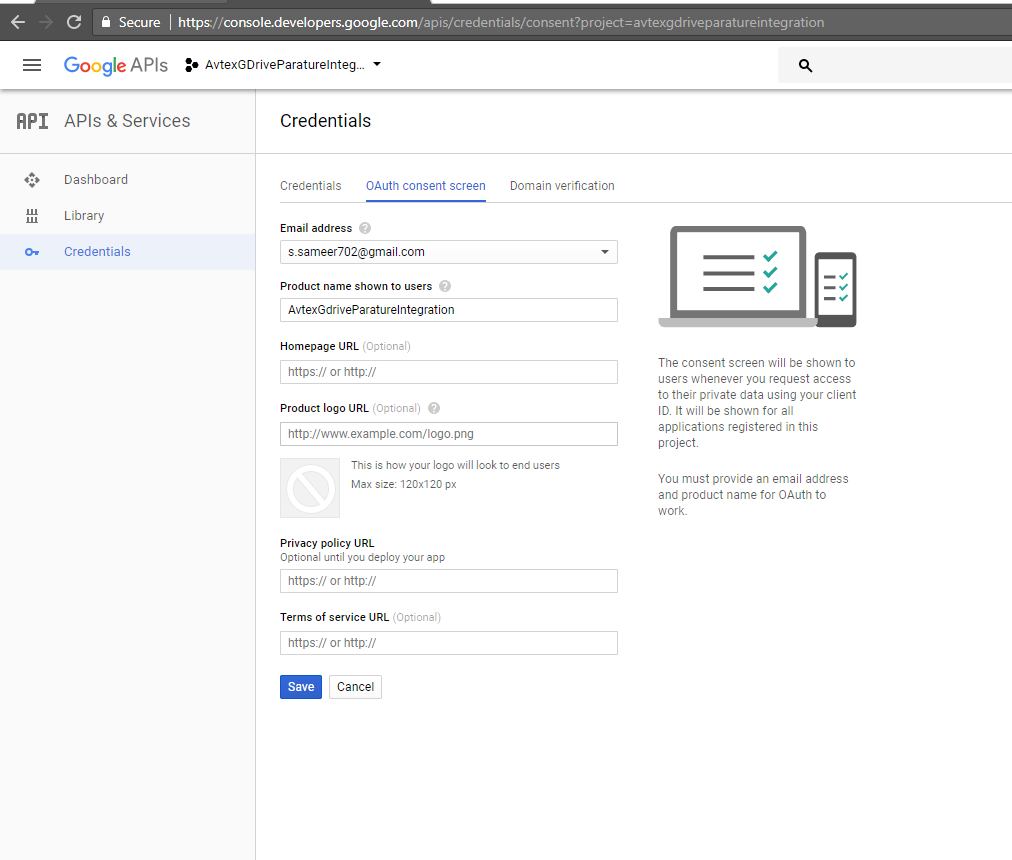 Secure
https://console.developers.google.com/apis/credentials/consent?project=avtexgdriveparatureintegration
Google APIs
AvtexGDriveParatureInteg...
API APIs & Services
Credentials
Dashboard
Library
Credentials
Credentials
OAuth consent screen
Domain verification
Email address ?
s.sameer702@gmail.com
Product name shown to users ?
AvtexGdriveParatureIntegration
Homepage URL (Optional)
https:// or http://
Product logo URL (Optional) ?
http://www.example.com/logo.png
This is how your logo will look to end users
Max size: 120x120 px
Privacy policy URL
Optional until you deploy your app
https:// or http://
Terms of service URL (Optional)
https:// or http://
Save
Cancel
The consent screen will be shown to
users whenever you request access
to their private data using your client
ID. It will be shown for all
applications registered in this
project.
You must provide an email address
and product name for OAuth to
work.